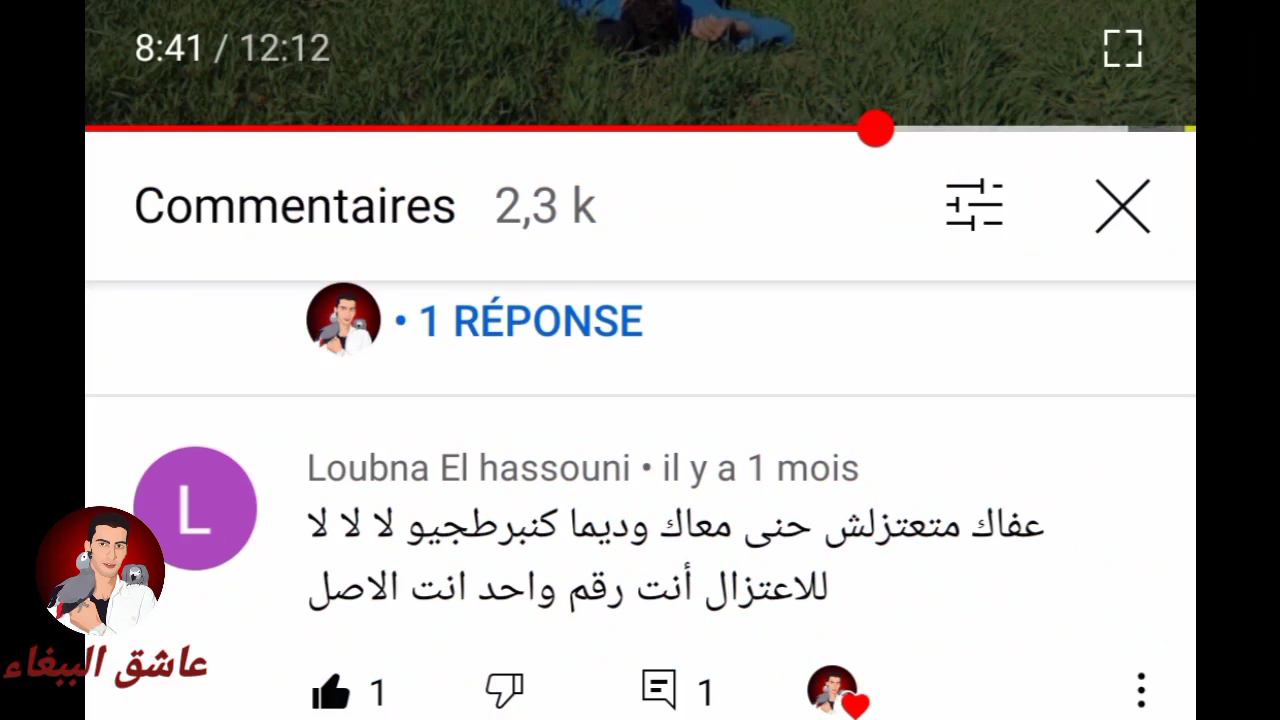 8:41 / 12:12
Commentaires 2,3 k
• 1 RÉPONSE
L
Loubna El hassouni • il y a 1 mois
عفاك متعتزلش حنى معاك وديما كنبرطجيو لا لا لا
للاعتزال أنت رقم واحد انت الاصل
عاشق الببغاء
1
1